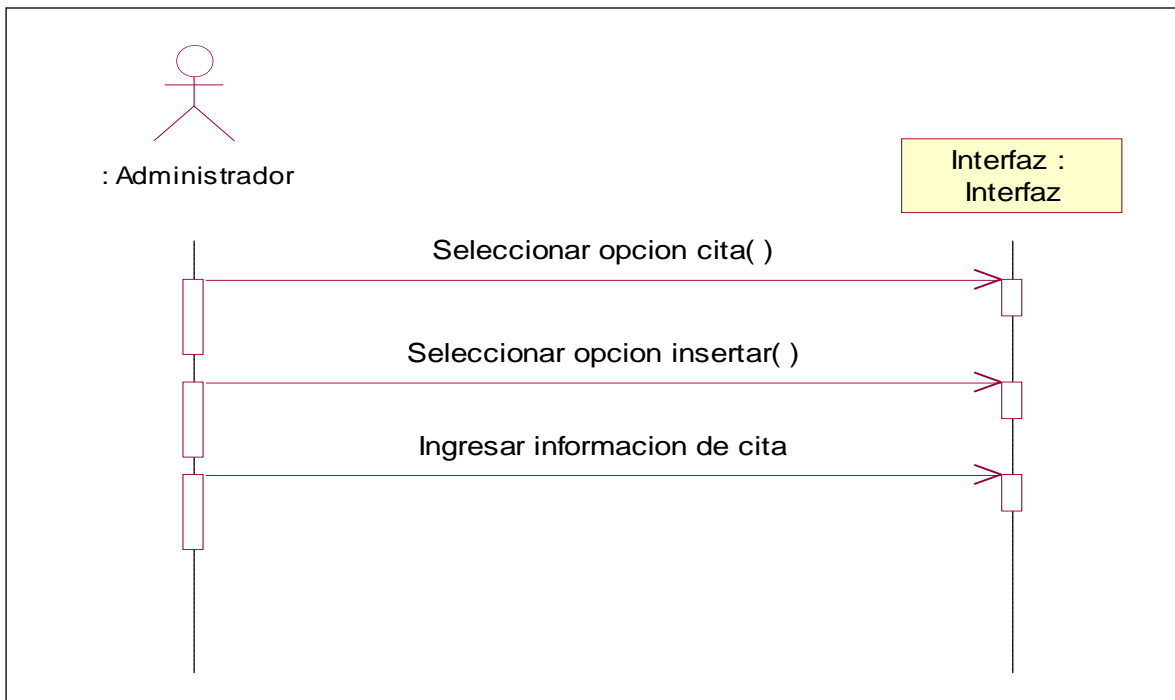 : Administrador
Interfaz :
Interfaz
Seleccionar opcion cita( )
Seleccionar opcion insertar( )
Ingresar informacion de cita